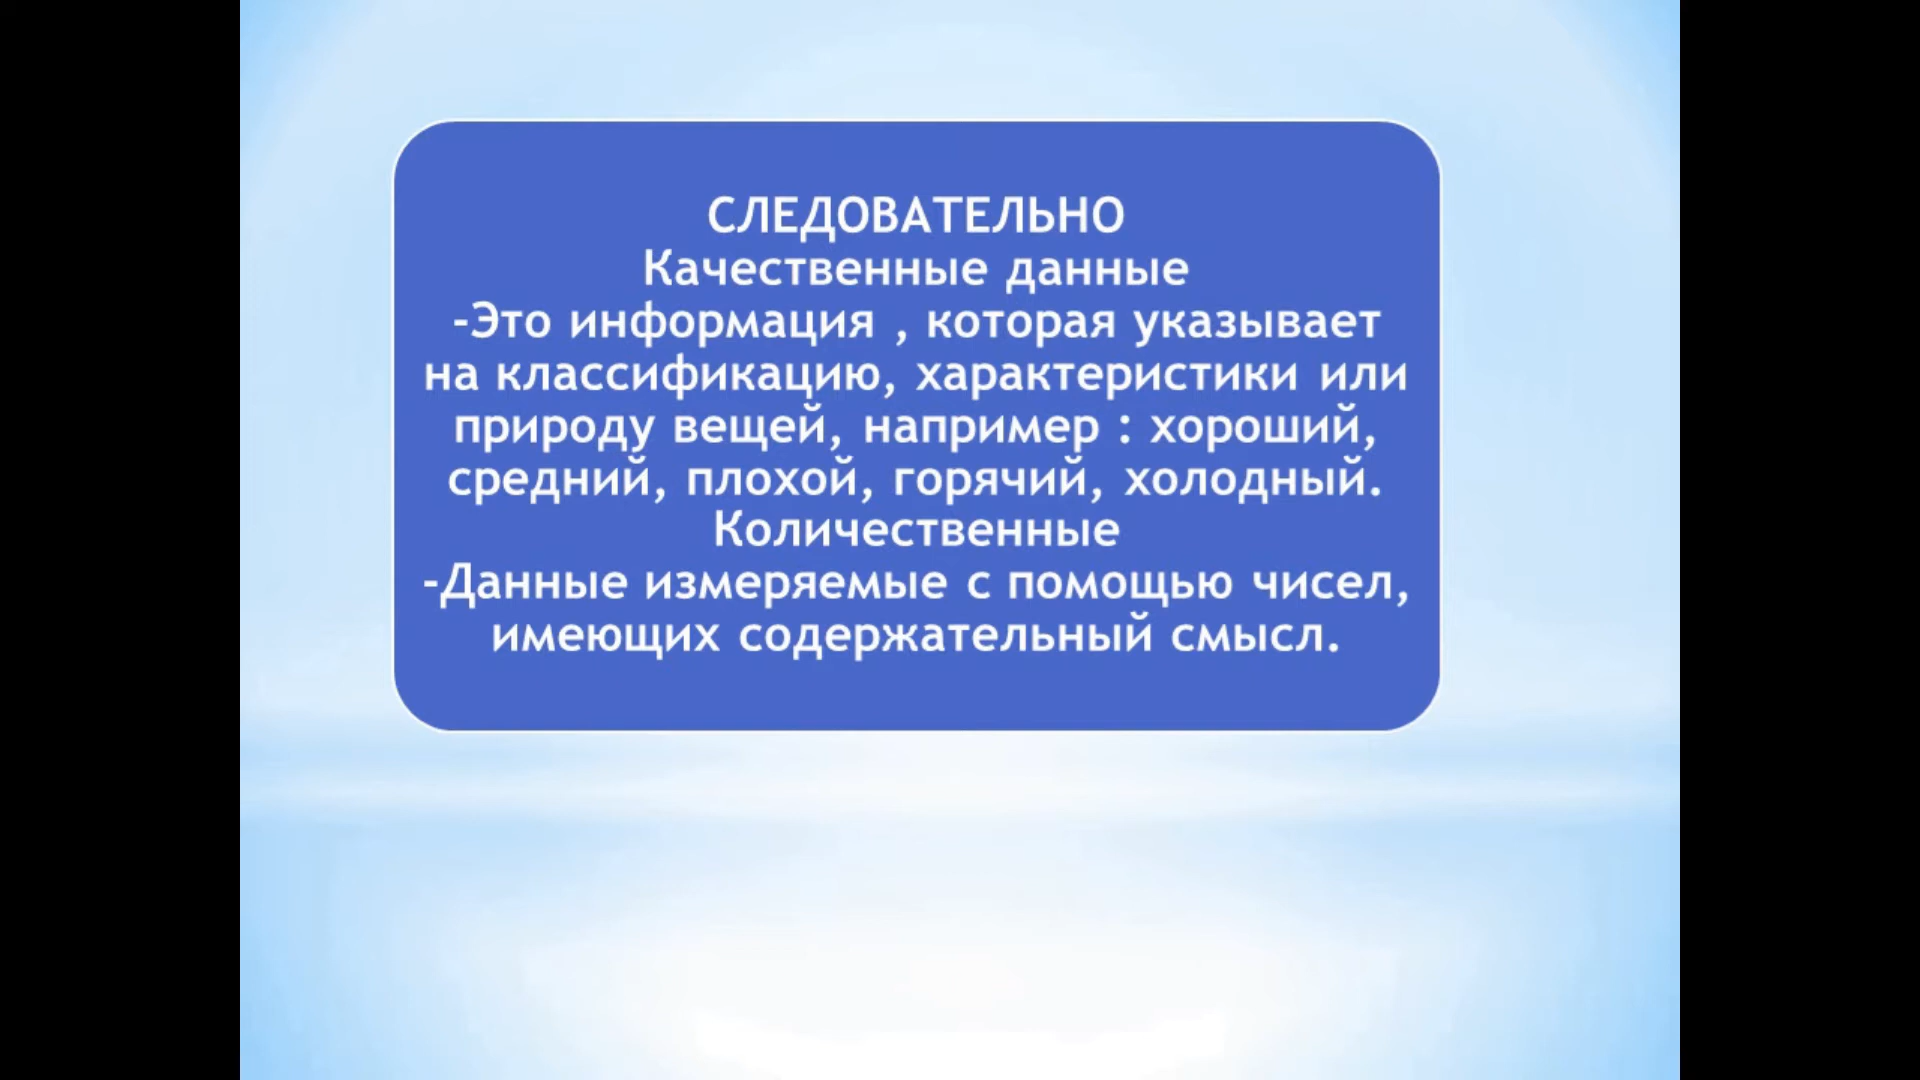 СЛЕДОВАТЕЛЬНО
Качественные данные
-Это информация , которая указывает
на классификацию, характеристики или
природу вещей, например : хороший,
средний, плохой, горячий, холодный.
Количественные
-Данные измеряемые с помощью чисел,
имеющих содержательный смысл.